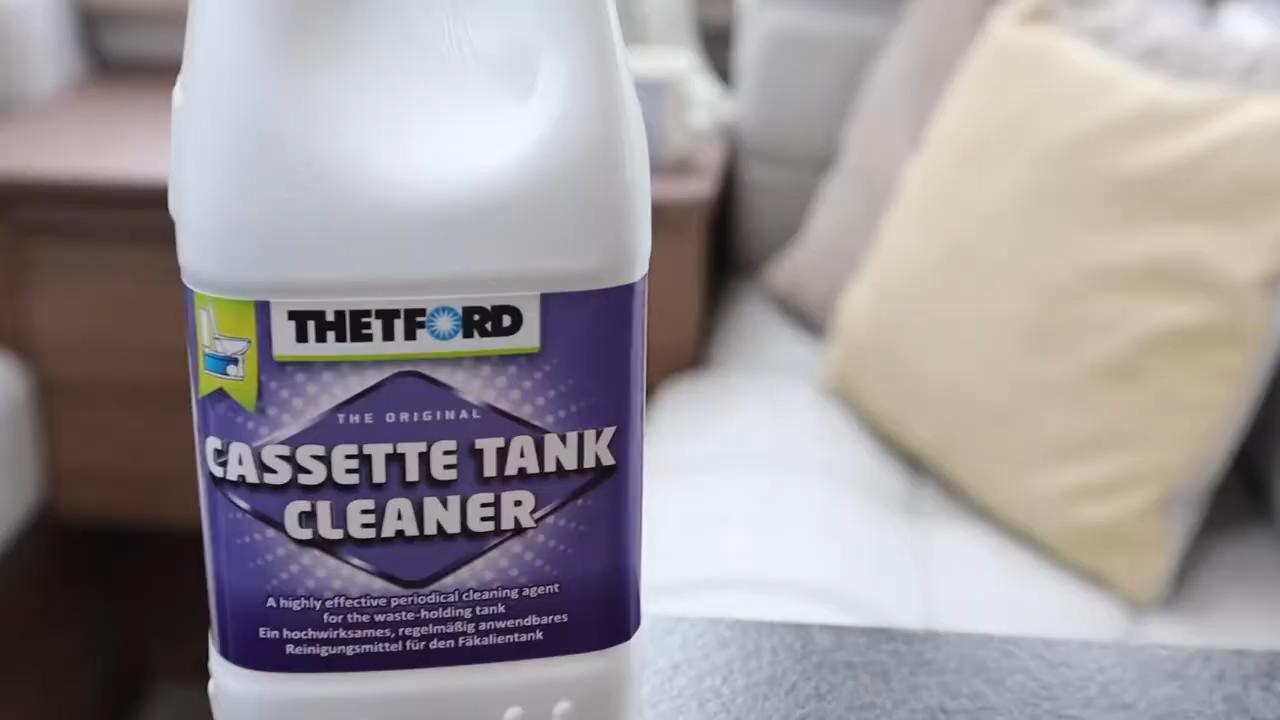 THETFORD
THE ORIGINAL
CASSETTE TANK
CLEANER
A highly effective periodical cleaning agent
for the waste-holding tank
Ein hochwirksames, regelmäßig anwendbares
Reinigungsmittel für den Fäkalientank